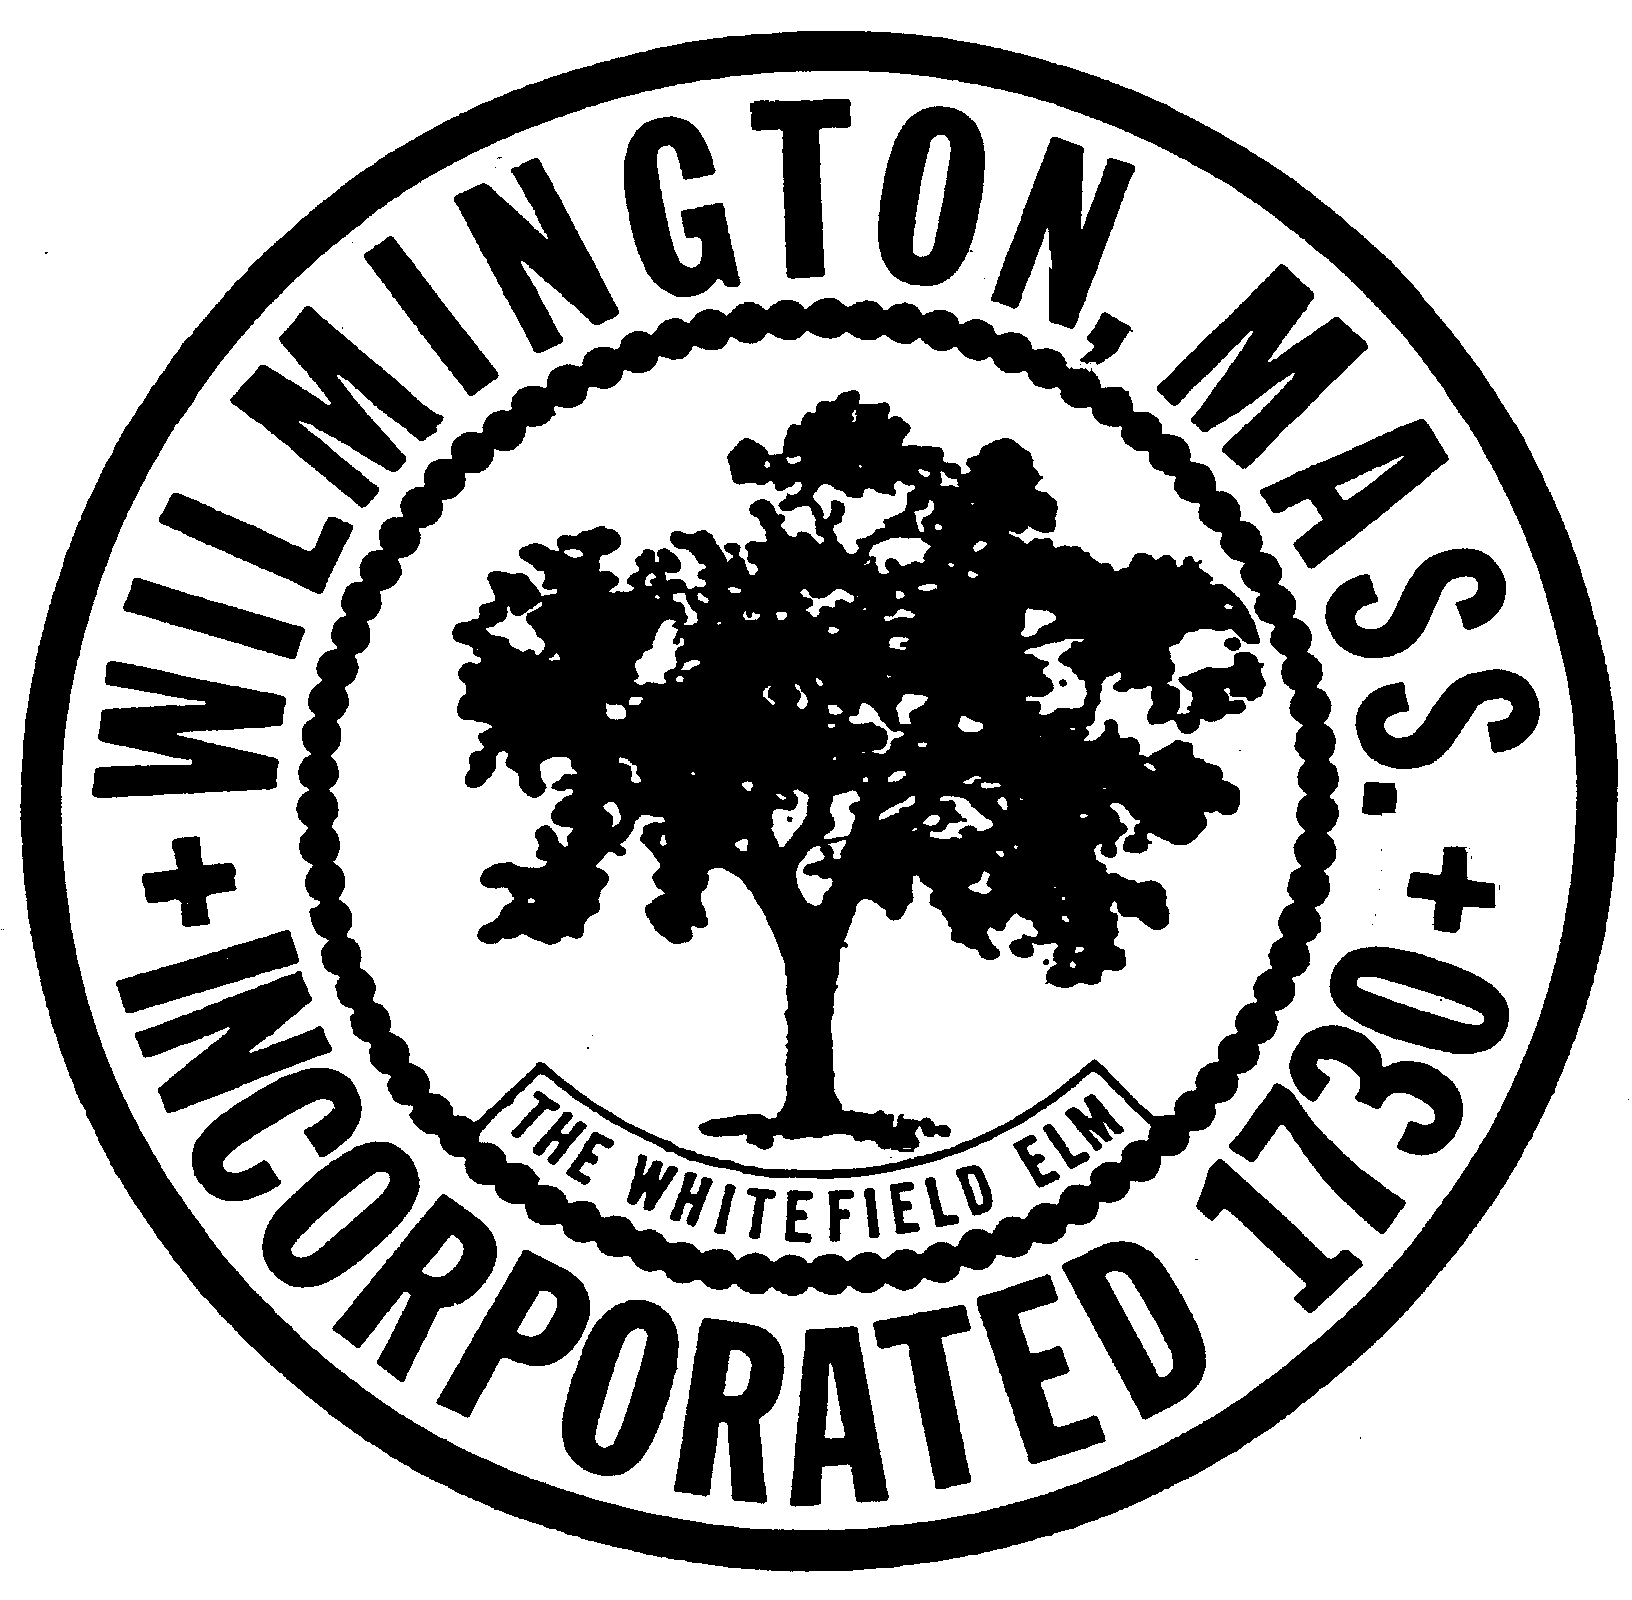 WILMINGTON, MASS.
THE WHITEFIELD ELM
+ INCORPORATED 1730 +